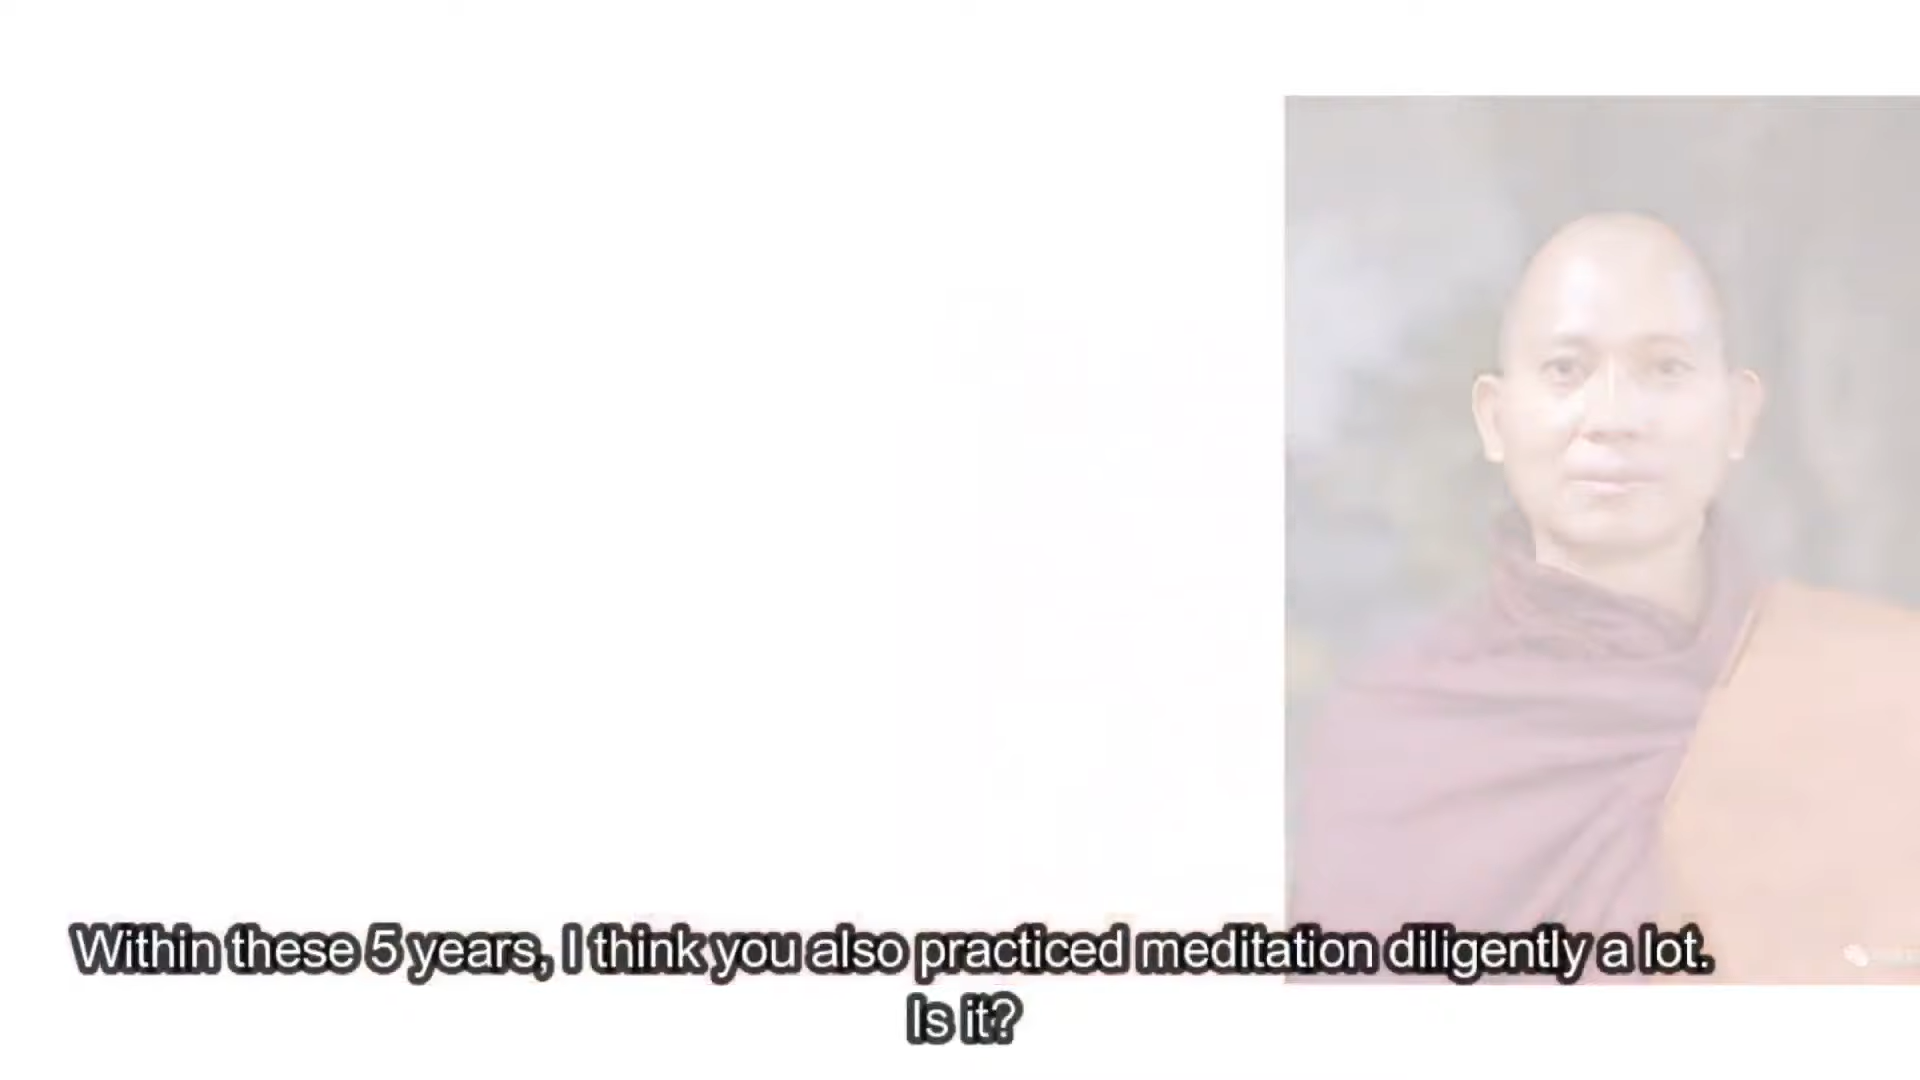 Within these 5 years, I think you also practiced meditation diligently a lot.
Is it?